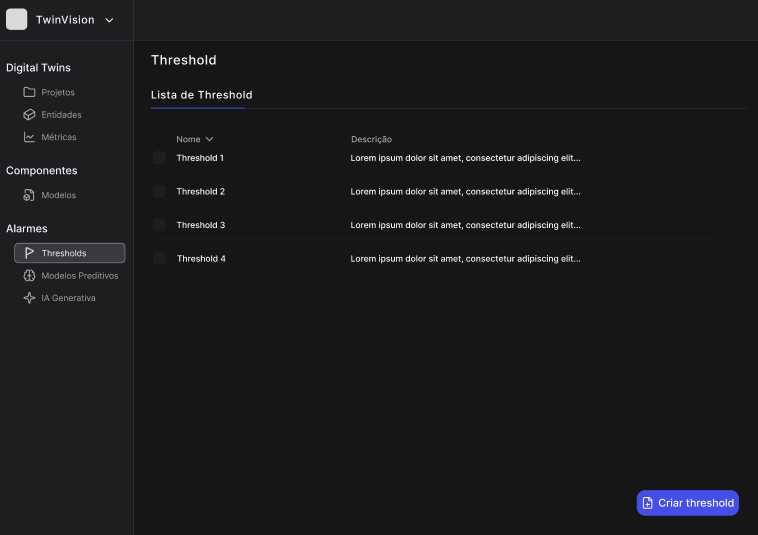 TwinVision
Digital Twins
Projetos
Entidades
Métricas
Componentes
Modelos
Alarmes
Thresholds
Modelos Preditivos
IA Generativa
Threshold
Lista de Threshold
Nome Descrição
Threshold 1 Lorem ipsum dolor sit amet, consectetur adipiscing elit...
Threshold 2 Lorem ipsum dolor sit amet, consectetur adipiscing elit...
Threshold 3 Lorem ipsum dolor sit amet, consectetur adipiscing elit...
Threshold 4 Lorem ipsum dolor sit amet, consectetur adipiscing elit...
Criar threshold